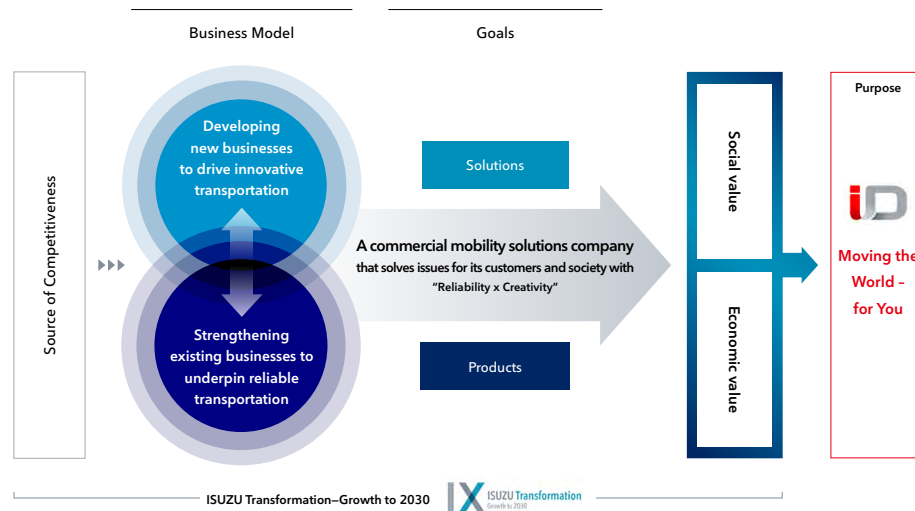 Business Model
Goals
Source of Competitiveness
Developing
new businesses
to drive innovative
transportation
Strengthening
existing businesses to
underpin reliable
transportation
Solutions
A commercial mobility solutions company
that solves issues for its customers and society with
“Reliability x Creativity”
Products
Social value
Economic value
Purpose
iD
Moving the
World –
for You
ISUZU Transformation–Growth to 2030
IX
ISUZU Transformation
Growth to 2030